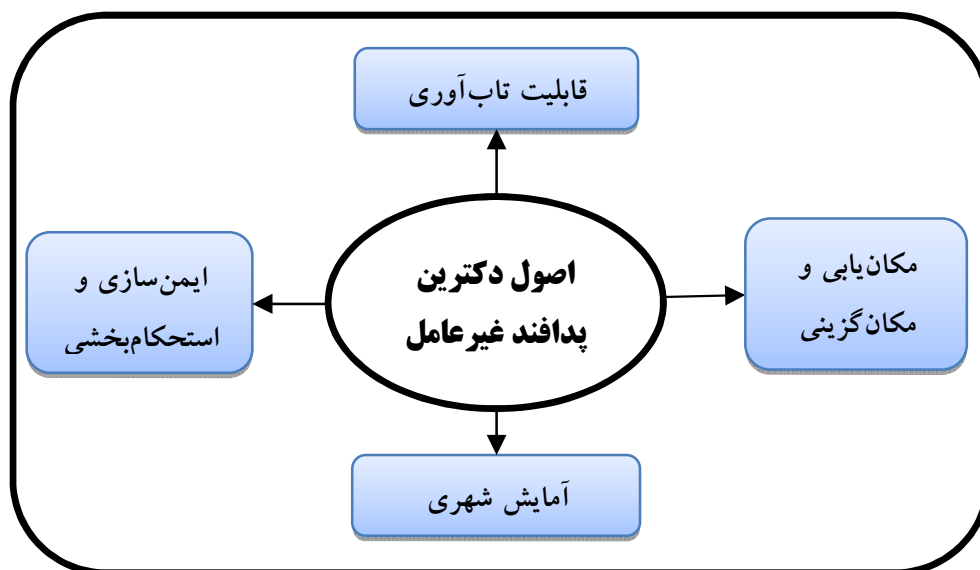 قابلیت تاب‌آوری
مکان‌یابی و
مکان‌گزینی
اصول دکترین
پدافند غیرعامل
ایمن‌سازی و
استحکام‌بخشی
آمایش شهری